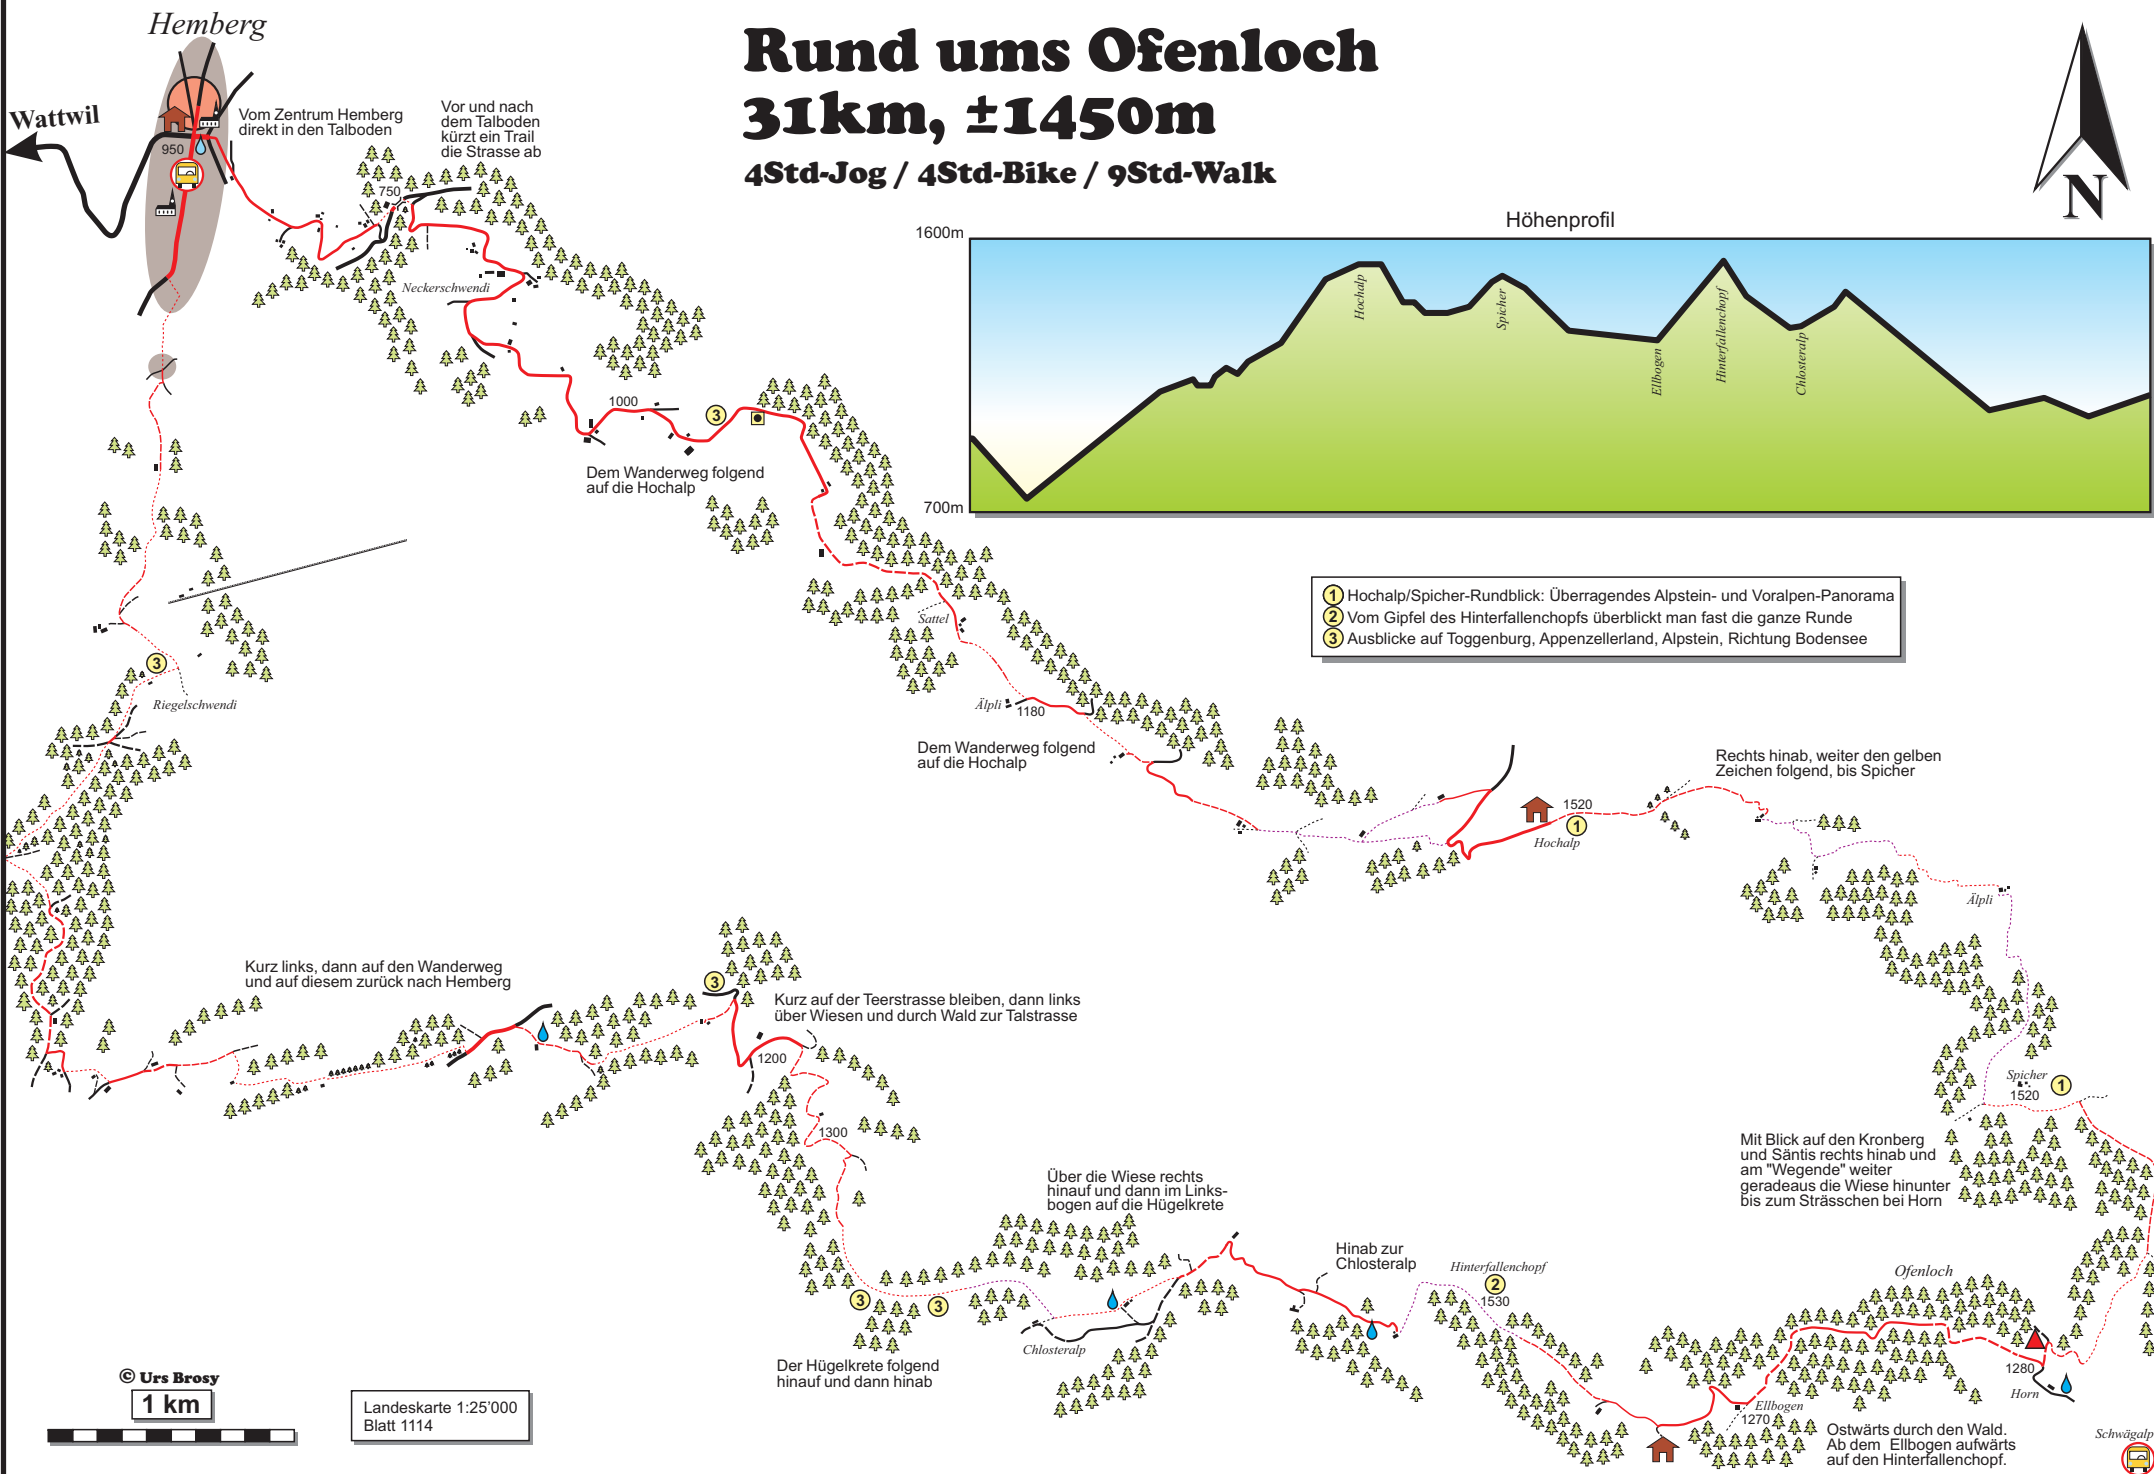 Hemberg
Rund ums Ofenloch
31km, ±1450m
4Std-Jog / 4Std-Bike / 9Std-Walk
Wattwil
Vom Zentrum Hemberg
direkt in den Talboden
Vor und nach
dem Talboden
kürzt ein Trail
die Strasse ab
950
750
N
Höhenprofil
1600m
700m
Hochalp
Spicher
Ellbogen
Hinterfallenchopf
Chlosteralp
Neckerschwendi
1000
3
Dem Wanderweg folgend
auf die Hochalp
1 Hochalp/Spicher-Rundblick: Überragendes Alpstein- und Voralpen-Panorama
2 Vom Gipfel des Hinterfallenchopfs überblickt man fast die ganze Runde
3 Ausblicke auf Toggenburg, Appenzellerland, Alpstein, Richtung Bodensee
Sattel
3
Riegelschwendi
Älpli
1180
Dem Wanderweg folgend
auf die Hochalp
Rechts hinab, weiter den gelben
Zeichen folgend, bis Spicher
1520
1
Hochalp
Älpli
Kurz links, dann auf den Wanderweg
und auf diesem zurück nach Hemberg
3
Kurz auf der Teerstrasse bleiben, dann links
über Wiesen und durch Wald zur Talstrasse
1200
Spicher
1520
1
1300
Mit Blick auf den Kronberg
und Säntis rechts hinab und
am "Wegende" weiter
geradeaus die Wiese hinunter
bis zum Strässchen bei Horn
Über die Wiese rechts
hinauf und dann im Links-
bogen auf die Hügelkrete
Hinab zur
Chlosteralp
Hinterfallenchopf
2
1530
Ofenloch
3
3
Chlosteralp
Der Hügelkrete folgend
hinauf und dann hinab
1280
Horn
Ellbogen
1270
Ostwärts durch den Wald.
Ab dem Ellbogen aufwärts
auf den Hinterfallenchopf.
Schwägalp
© Urs Brosy
1 km
Landeskarte 1:25'000
Blatt 1114